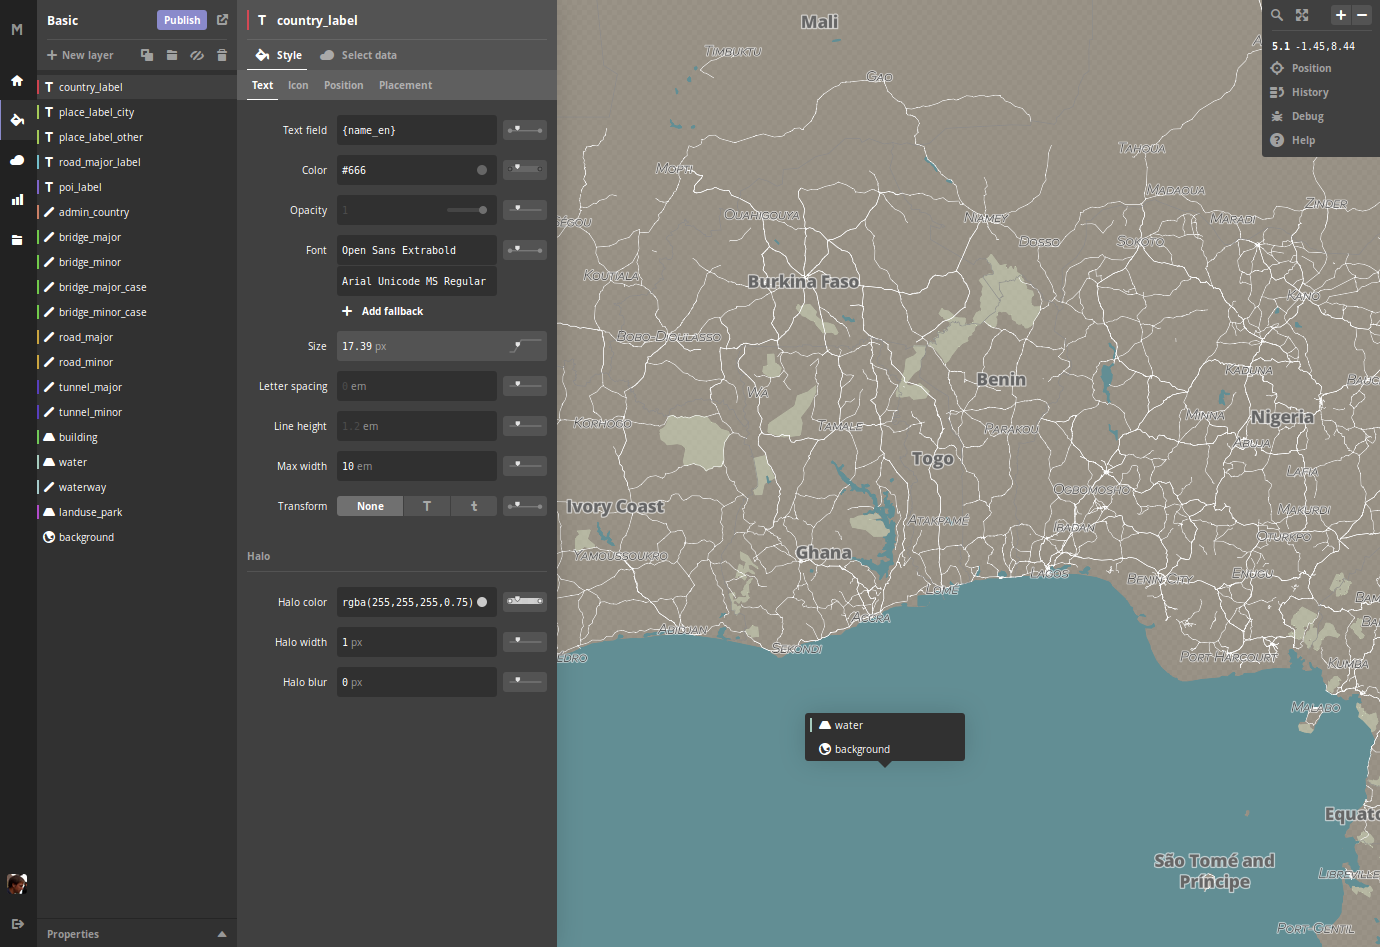 M
Basic
Publish
New layer
country_label
place_label_city
place_label_other
road_major_label
poi_label
admin_country
bridge_major
bridge_minor
bridge_major_case
bridge_minor_case
road_major
road_minor
tunnel_major
tunnel_minor
building
water
waterway
landuse_park
background
Properties
T country_label
Style
Select data
Text Icon Position Placement
Text field {name_en}
Color #666
Opacity 1
Font Open Sans Extrabold
Arial Unicode MS Regular
Add fallback
Size 17.39 px
Letter spacing 0 em
Line height 1.2 em
Max width 10 em
Transform None T t
Halo
Halo color rgba(255,255,255,0.75)
Halo width 1 px
Halo blur 0 px
5.1 -1.45,8.44
Position
History
Debug
Help
Mali
Timbuktu
Gao
Tahoua
Mopti
Madaoua
Zinder
Ouahigouya
Niamey
Maradi
Dosso
Sokoto
Koutiala
Burkina Faso
Kano
Bobo-Dioulasso
Kaduna
Benin
Wa
Minna
Nigeria
Korhogo
Tamale
Parakou
Abuja
Togo
Lafia
Ogbomosho
Ivory Coast
Makurdi
Atakpamé
Ibadan
Oturkpo
Ghana
Yamoussoukro
Lagos
Benin-City
Enugu
Lomé
Accra
Abidjan
Sekondi
Port-Harcourt
Kumba
Malabo
water
background
Equato
São Tomé and
Príncipe
Libreville
Port-Gentil